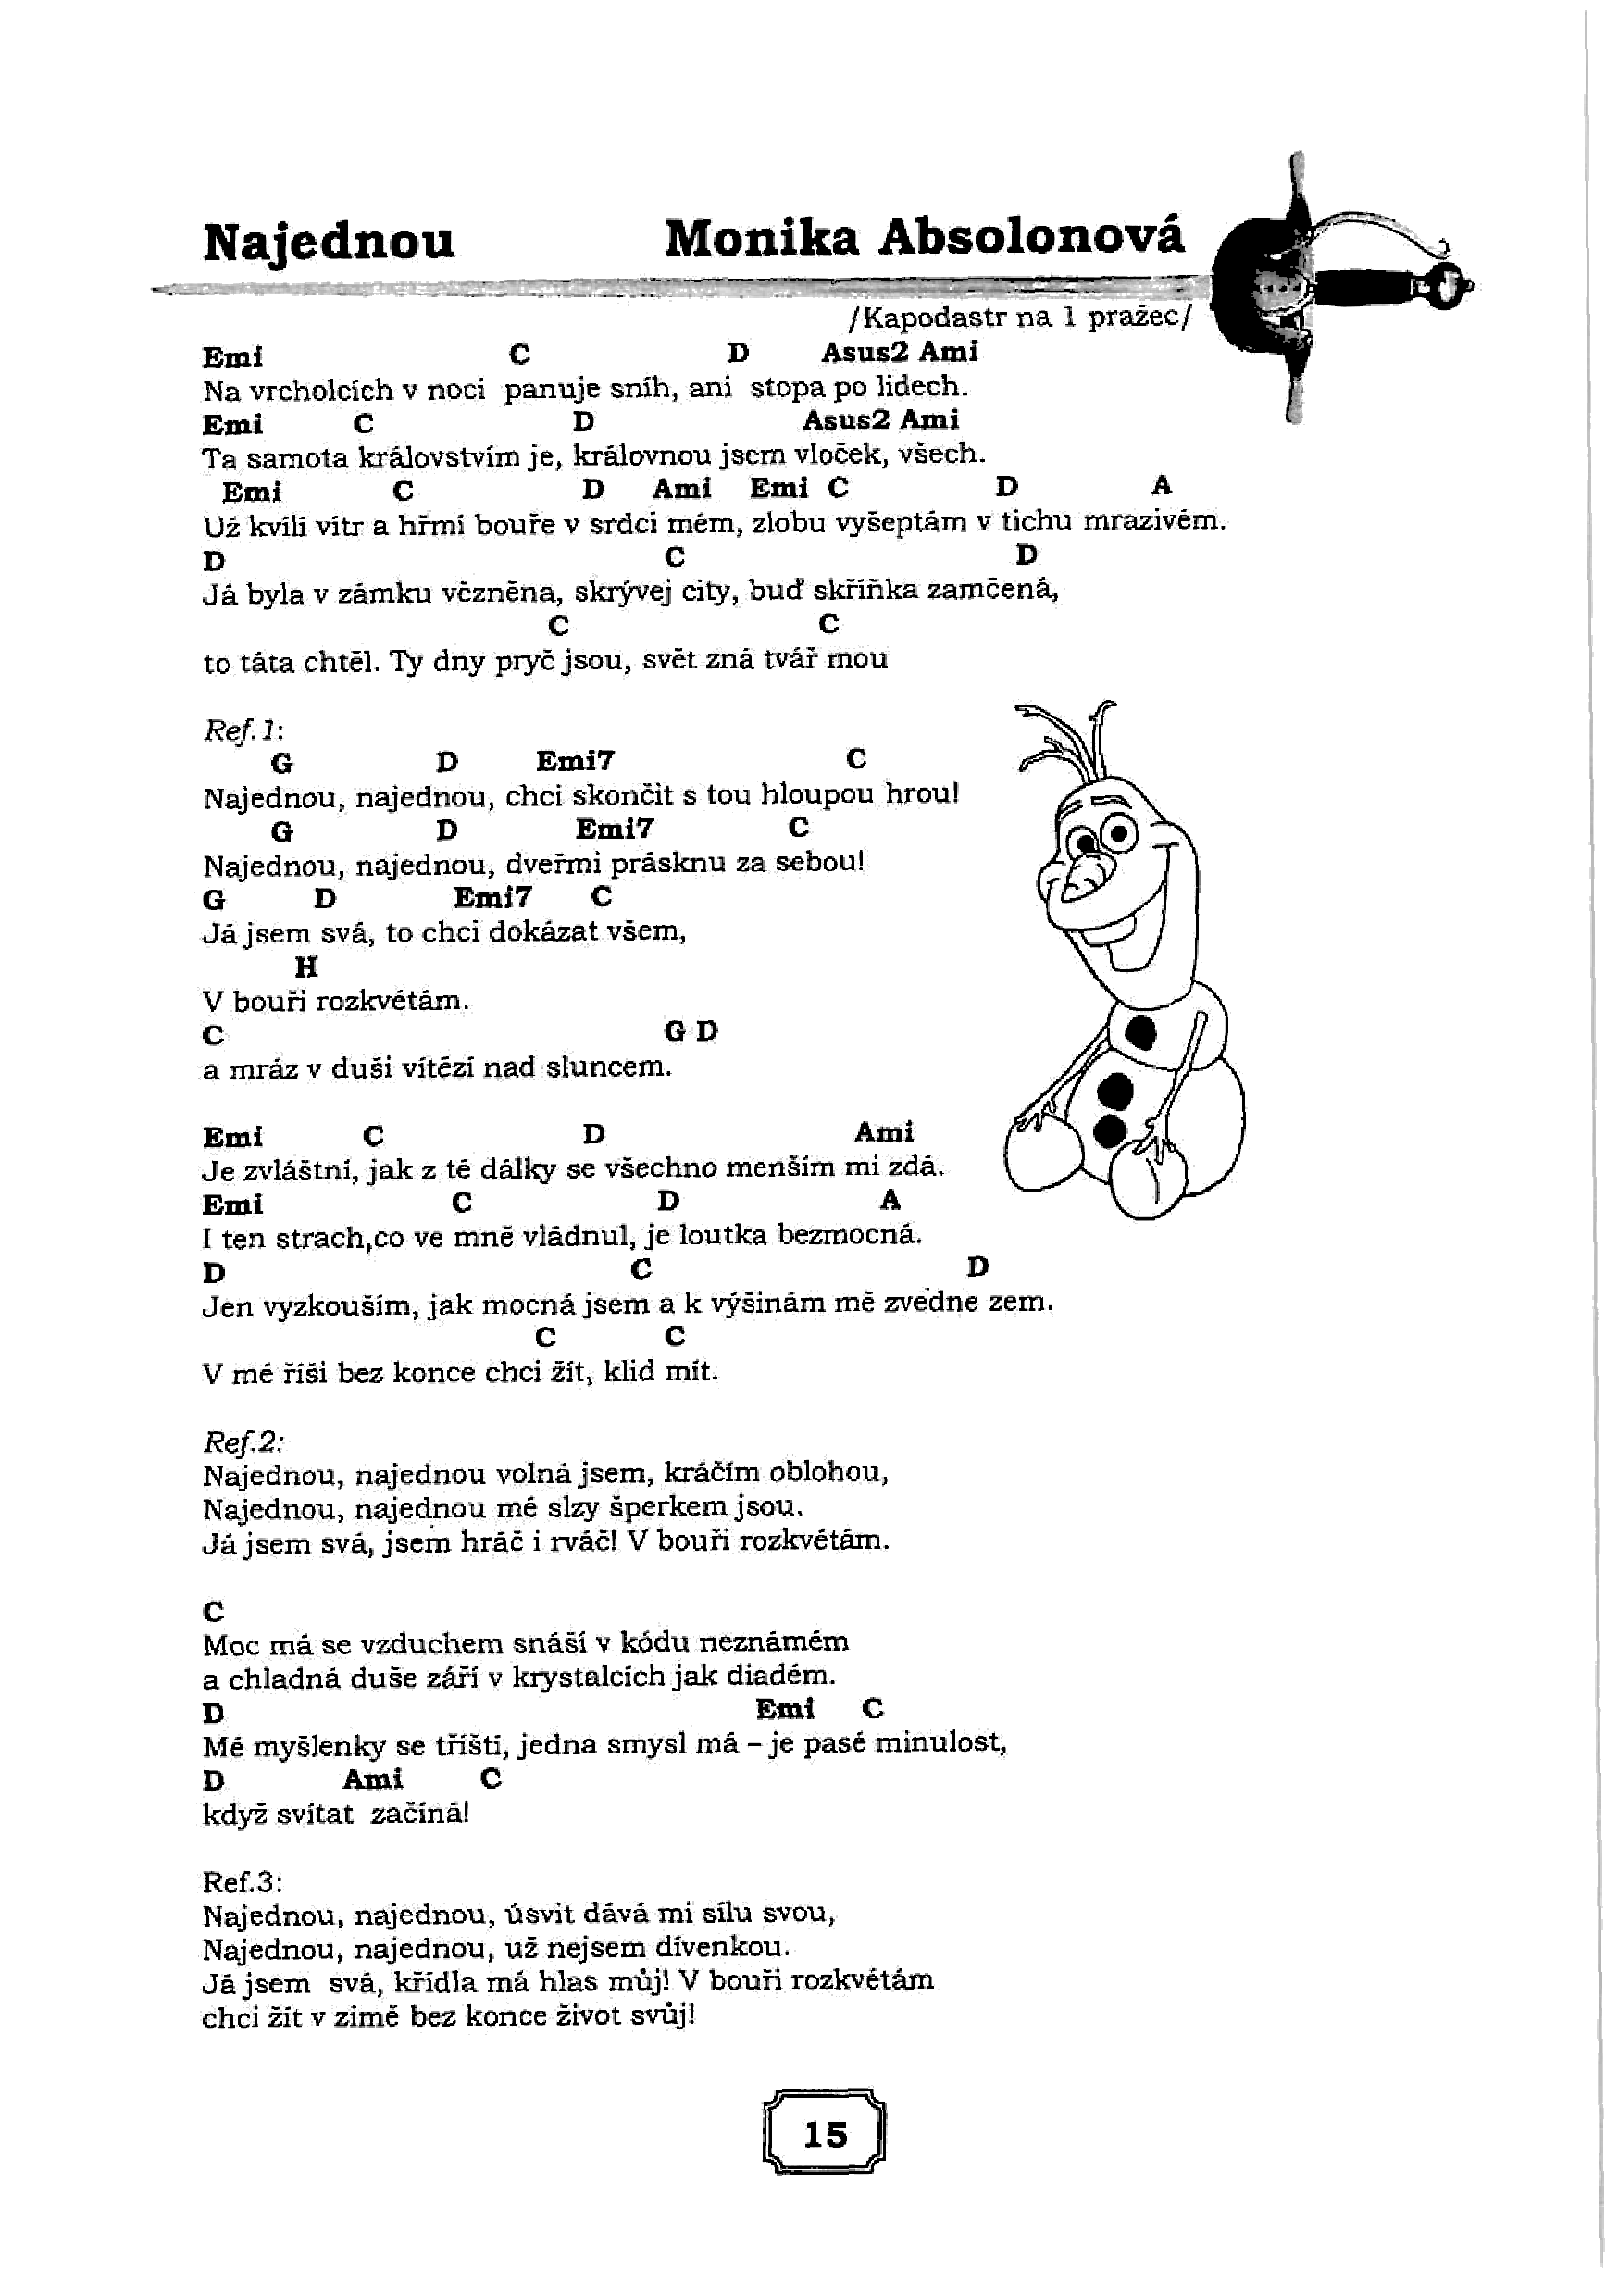 Najednou Monika Absolonová
/Kapodastr na 1 pražec/
Emi C D Asus2 Ami
Na vrcholcích v noci panuje sníh, ani stopa po lidech.
Emi C D Asus2 Ami
Ta samota královstvím je, královnou jsem vloček, všech.
Emi C D Ami Emi C D A
Už kvílí vítr a hřmí bouře v srdci mém, zlobu vyšeptám v tichu mrazivém.
D C D
Já byla v zámku vězněna, skrývej city, buď skříňka zamčená,
C C
to táta chtěl. Ty dny pryč jsou, svět zná tvář mou
Ref. 1:
G D Emi7 C
Najednou, najednou, chci skončit s tou hloupou hrou!
G D Emi7 C
Najednou, najednou, dveřmi prásknu za sebou!
G D Emi7 C
Já jsem svá, to chci dokázat všem,
H
V bouři rozkvétám.
C G D
a mráz v duši vítězí nad sluncem.
Emi C D Ami
Je zvláštní, jak z té dálky se všechno menším mi zdá.
Emi C D A
I ten strach,co ve mně vládnul, je loutka bezmocná.
D C D
Jen vyzkouším, jak mocná jsem a k výšinám mě zvedne zem.
C C
V mé říši bez konce chci žít, klid mít.
Ref.2:
Najednou, najednou volná jsem, kráčím oblohou,
Najednou, najednou mé slzy šperkem jsou.
Já jsem svá, jsem hráč i rváč! V bouři rozkvétám.
C
Moc má se vzduchem snáší v kódu neznámém
a chladná duše září v krystalcích jak diadém.
D Emi C
Mé myšlenky se tříští, jedna smysl má – je pasé minulost,
D Ami C
když svítat začíná!
Ref.3:
Najednou, najednou, úsvit dává mi sílu svou,
Najednou, najednou, už nejsem dívenkou.
Já jsem svá, křídla má hlas můj! V bouři rozkvétám
chci žít v zimě bez konce život svůj!
15